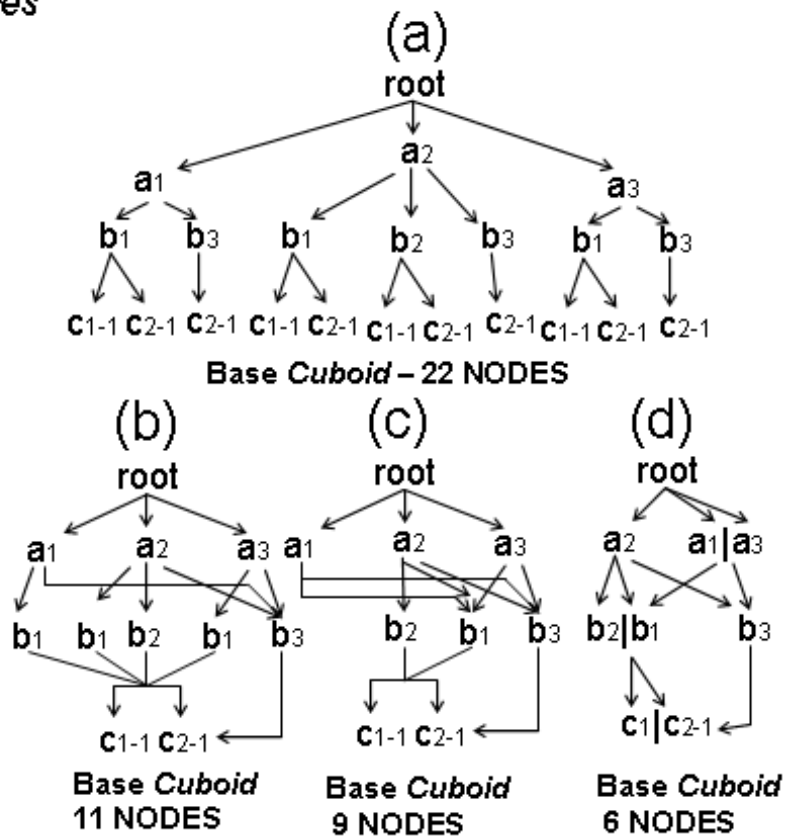 es
(a)
root
a1 a2 a3
b1 b3 b1 b2 b3 b1 b3
C1-1 C2-1 C2-1 C1-1 C2-1 C1-1 C2-1 C2-1 C1-1 C2-1 C2-1
Base Cuboid – 22 NODES
(b) (c) (d)
root root root
a1 a2 a3 a1 a2 a3 a2 a1|a3
b1 b1 b2 b1 b3 b2 b1 b3 b2|b1 b3
C1-1 C2-1 C1-1 C2-1 C1|C2-1
Base Cuboid Base Cuboid Base Cuboid
11 NODES 9 NODES 6 NODES